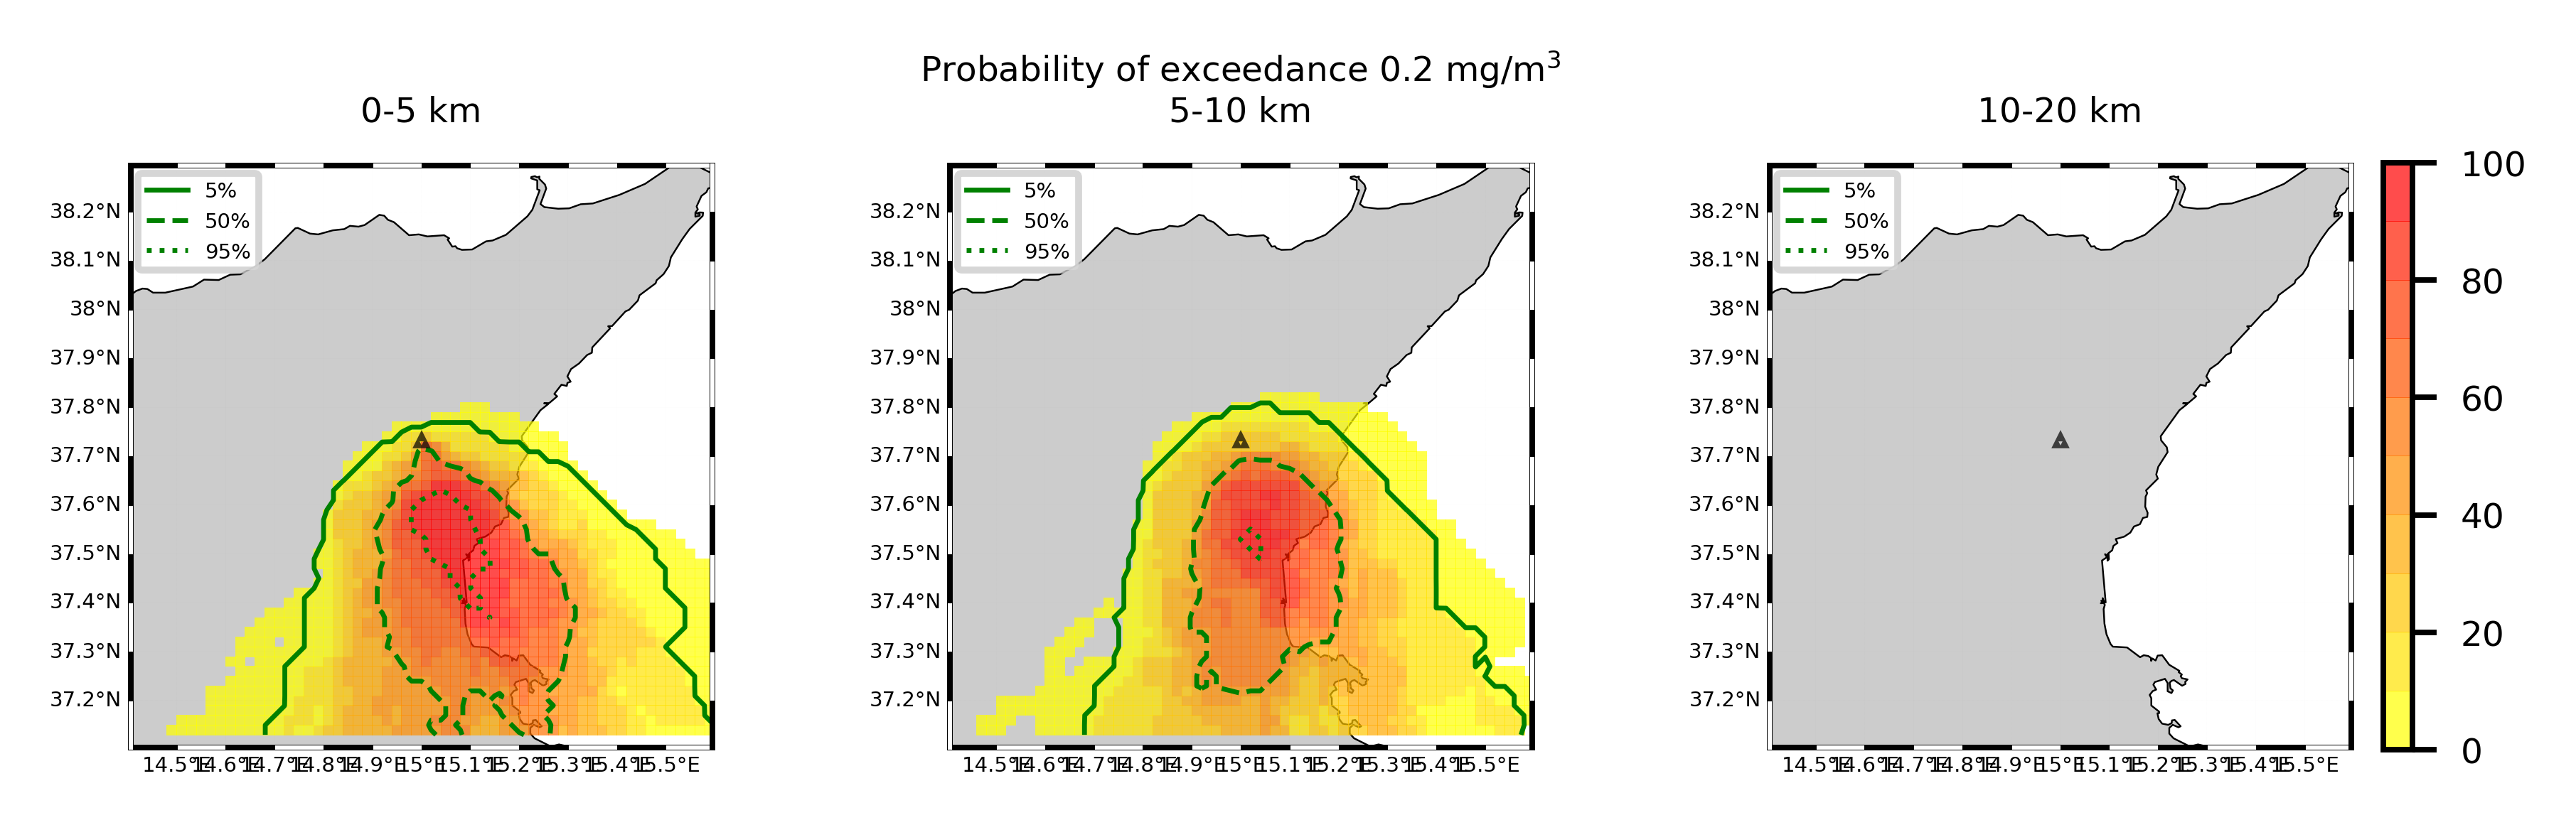 Probability of exceedance 0.2 mg/m³
0-5 km
5-10 km
10-20 km
5%
50%
95%
38.2°N
38.1°N
38°N
37.9°N
37.8°N
37.7°N
37.6°N
37.5°N
37.4°N
37.3°N
37.2°N
14.5°E 14.6°E 14.7°E 14.8°E 14.9°E 15°E 15.1°E 15.2°E 15.3°E 15.4°E 15.5°E
5%
50%
95%
38.2°N
38.1°N
38°N
37.9°N
37.8°N
37.7°N
37.6°N
37.5°N
37.4°N
37.3°N
37.2°N
14.5°E 14.6°E 14.7°E 14.8°E 14.9°E 15°E 15.1°E 15.2°E 15.3°E 15.4°E 15.5°E
5%
50%
95%
38.2°N
38.1°N
38°N
37.9°N
37.8°N
37.7°N
37.6°N
37.5°N
37.4°N
37.3°N
37.2°N
14.5°E 14.6°E 14.7°E 14.8°E 14.9°E 15°E 15.1°E 15.2°E 15.3°E 15.4°E 15.5°E
100
80
60
40
20
0